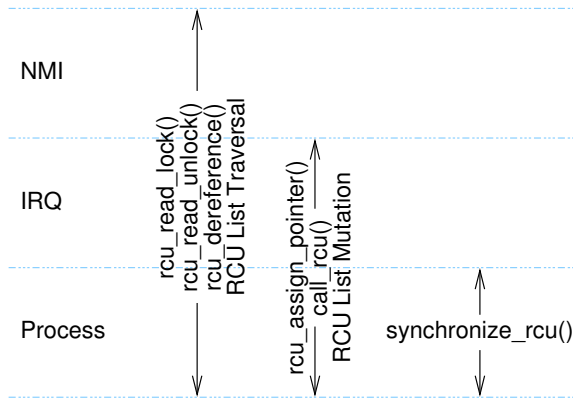 NMI
rcu_read_lock()
rcu_read_unlock()
rcu_dereference()
RCU List Traversal
IRQ
rcu_assign_pointer()
call_rcu()
RCU List Mutation
Process
synchronize_rcu()